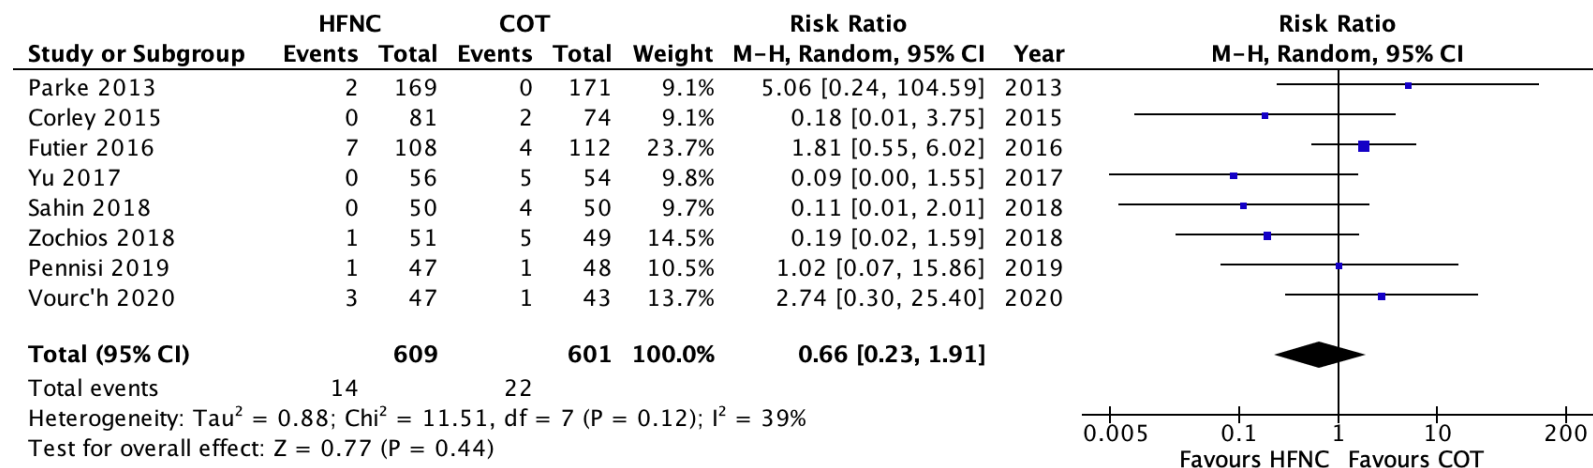 HFNC COT Risk Ratio Risk Ratio
Study or Subgroup Events Total Events Total Weight M-H, Random, 95% CI Year M-H, Random, 95% CI
Parke 2013 2 169 0 171 9.1% 5.06 [0.24, 104.59] 2013
Corley 2015 0 81 2 74 9.1% 0.18 [0.01, 3.75] 2015
Futier 2016 7 108 4 112 23.7% 1.81 [0.55, 6.02] 2016
Yu 2017 0 56 5 54 9.8% 0.09 [0.00, 1.55] 2017
Sahin 2018 0 50 4 50 9.7% 0.11 [0.01, 2.01] 2018
Zochios 2018 1 51 5 49 14.5% 0.19 [0.02, 1.59] 2018
Pennisi 2019 1 47 1 48 10.5% 1.02 [0.07, 15.86] 2019
Vourc'h 2020 3 47 1 43 13.7% 2.74 [0.30, 25.40] 2020
Total (95% CI) 609 601 100.0% 0.66 [0.23, 1.91]
Total events 14 22
Heterogeneity: Tau² = 0.88; Chi² = 11.51, df = 7 (P = 0.12); I² = 39%
Test for overall effect: Z = 0.77 (P = 0.44)
0.005 0.1 1 10 200
Favours HFNC Favours COT